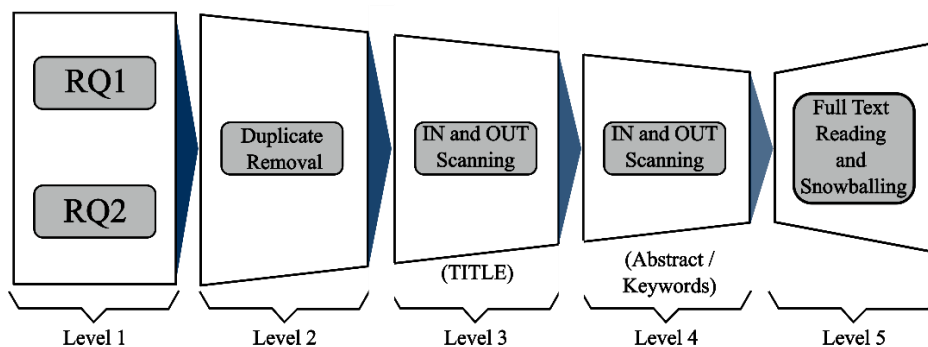 RQ1
RQ2
Duplicate
Removal
IN and OUT
Scanning
(TITLE)
IN and OUT
Scanning
(Abstract /
Keywords)
Full Text
Reading
and
Snowballing
Level 1
Level 2
Level 3
Level 4
Level 5